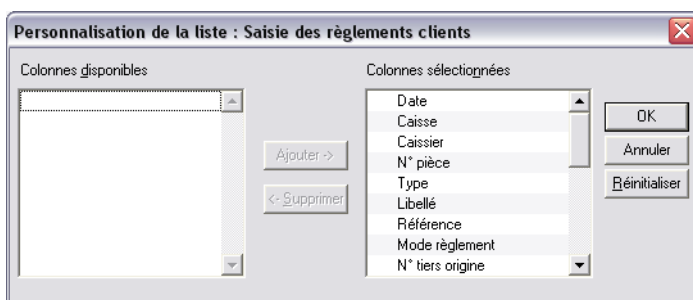 Personnalisation de la liste : Saisie des règlements clients
Colonnes disponibles
Colonnes sélectionnées
Date
Caisse
Caissier
N° pièce
Type
Libellé
Référence
Mode règlement
N° tiers origine
Ajouter ->
<- Supprimer
OK
Annuler
Réinitialiser